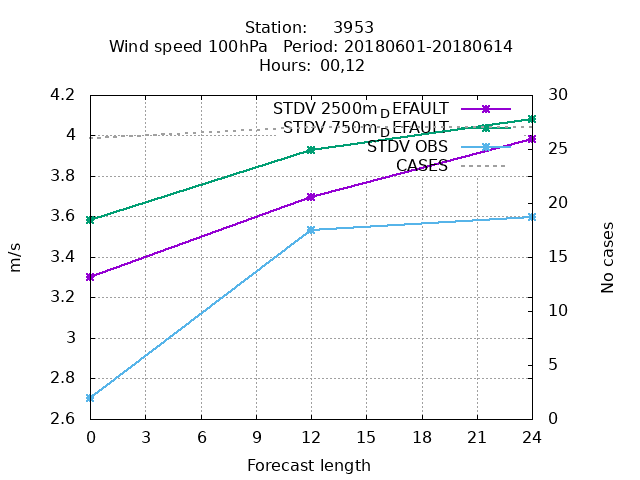 Station: 3953
Wind speed 100hPa Period: 20180601-20180614
Hours: 00,12
4.2
4
3.8
3.6
3.4
3.2
3
2.8
2.6
m/s
STDV 2500m_DEFAULT
STDV 750m_DEFAULT
STDV OBS
CASES
30
25
20
15
10
5
0
No cases
0 3 6 9 12 15 18 21 24
Forecast length